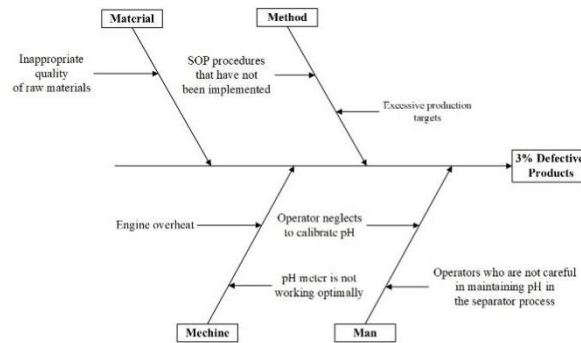 Material
Method
Inappropriate
quality
of raw materials
SOP procedures
that have not
been implemented
Excessive production
targets
3% Defective
Products
Engine overheat
Operator neglects
to calibrate pH
pH meter is not
working optimally
Operators who are not careful
in maintaining pH in
the separator process
Mechine
Man